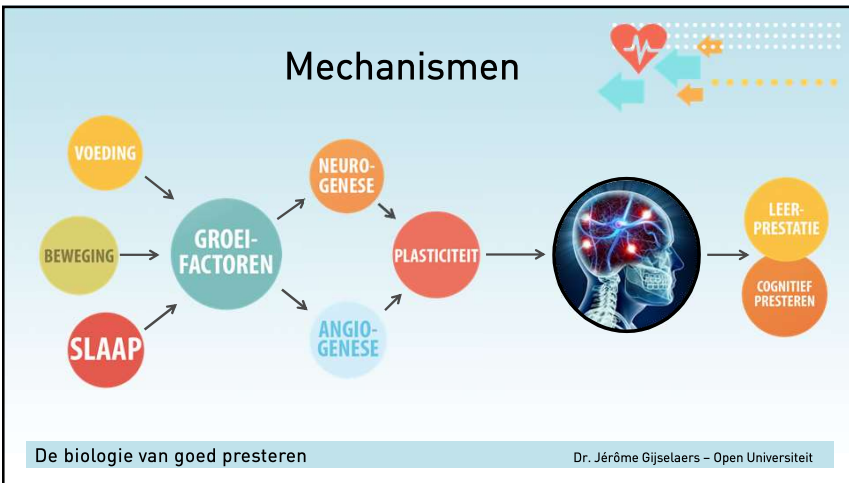 Mechanismen
VOEDING
BEWEGING
SLAAP
GROEI-
FACTOREN
NEURO-
GENESE
ANGIO-
GENESE
PLASTICITEIT
LEER-
PRESTATIE
COGNITIEF
PRESTEREN
De biologie van goed presteren
Dr. Jérôme Gijselaers – Open Universiteit